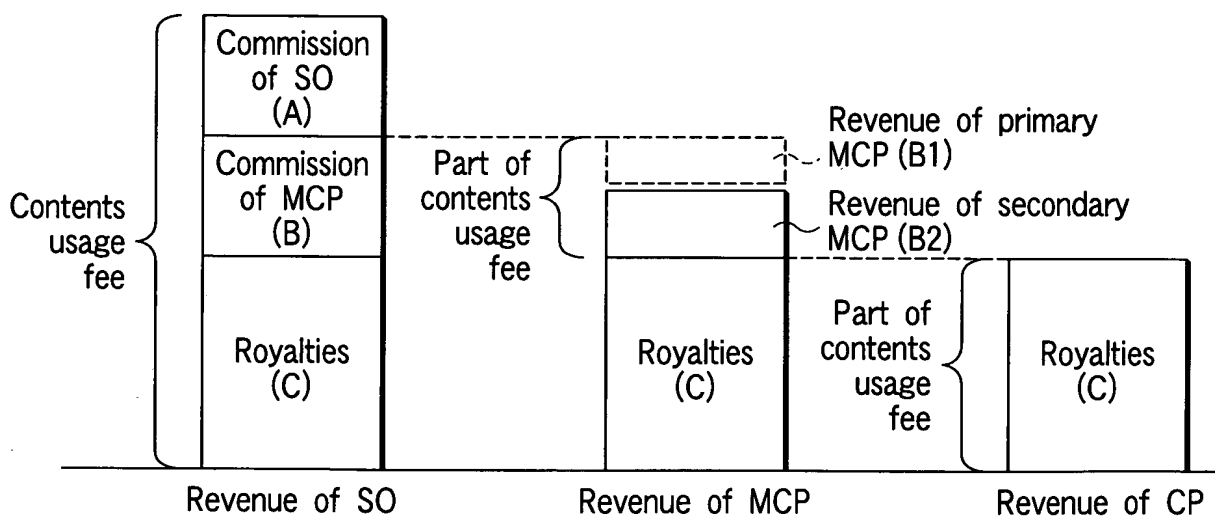 Contents
usage
fee
Commission
of SO
(A)
Commission
of MCP
(B)
Royalties
(C)
Revenue of SO
Part of
contents
usage
fee
Revenue of primary
MCP (B1)
Revenue of secondary
MCP (B2)
Royalties
(C)
Revenue of MCP
Part of
contents
usage
fee
Royalties
(C)
Revenue of CP